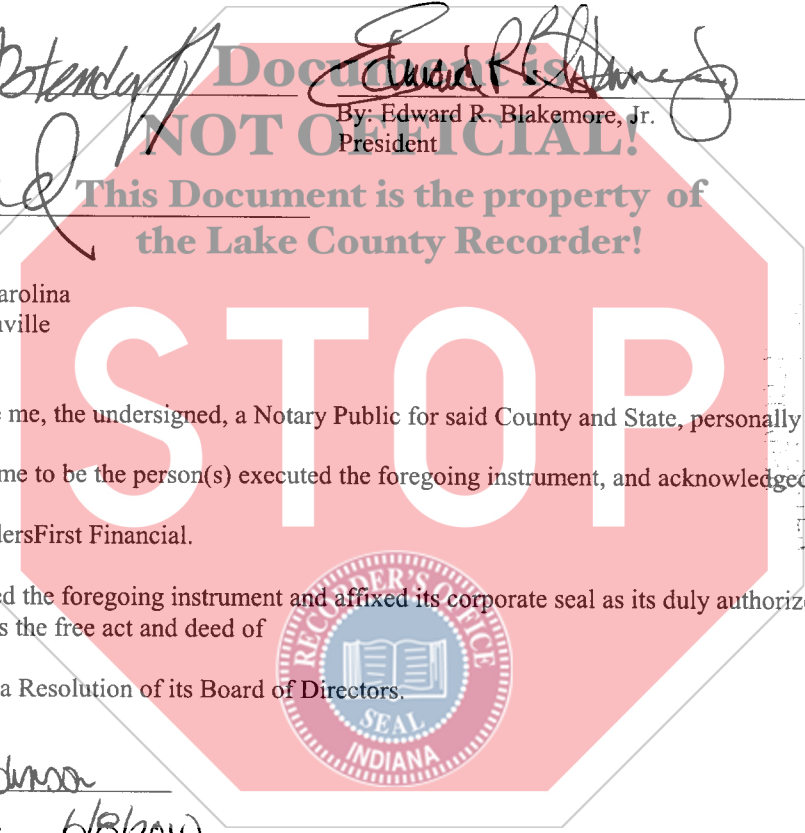 Document is
NOT OFFICIAL!
This Document is the property of
the Lake County Recorder!
By: Edward R. Blakemore, Jr.
President
arolina
ville
me, the undersigned, a Notary Public for said County and State, personally
me to be the person(s) executed the foregoing instrument, and acknowledged
STOP
lersFirst Financial.
ed the foregoing instrument and affixed its corporate seal as its duly authoriz
s the free act and deed of
a Resolution of its Board of Directors.
RECORDER'S OFFICE
SEAL
INDIANA